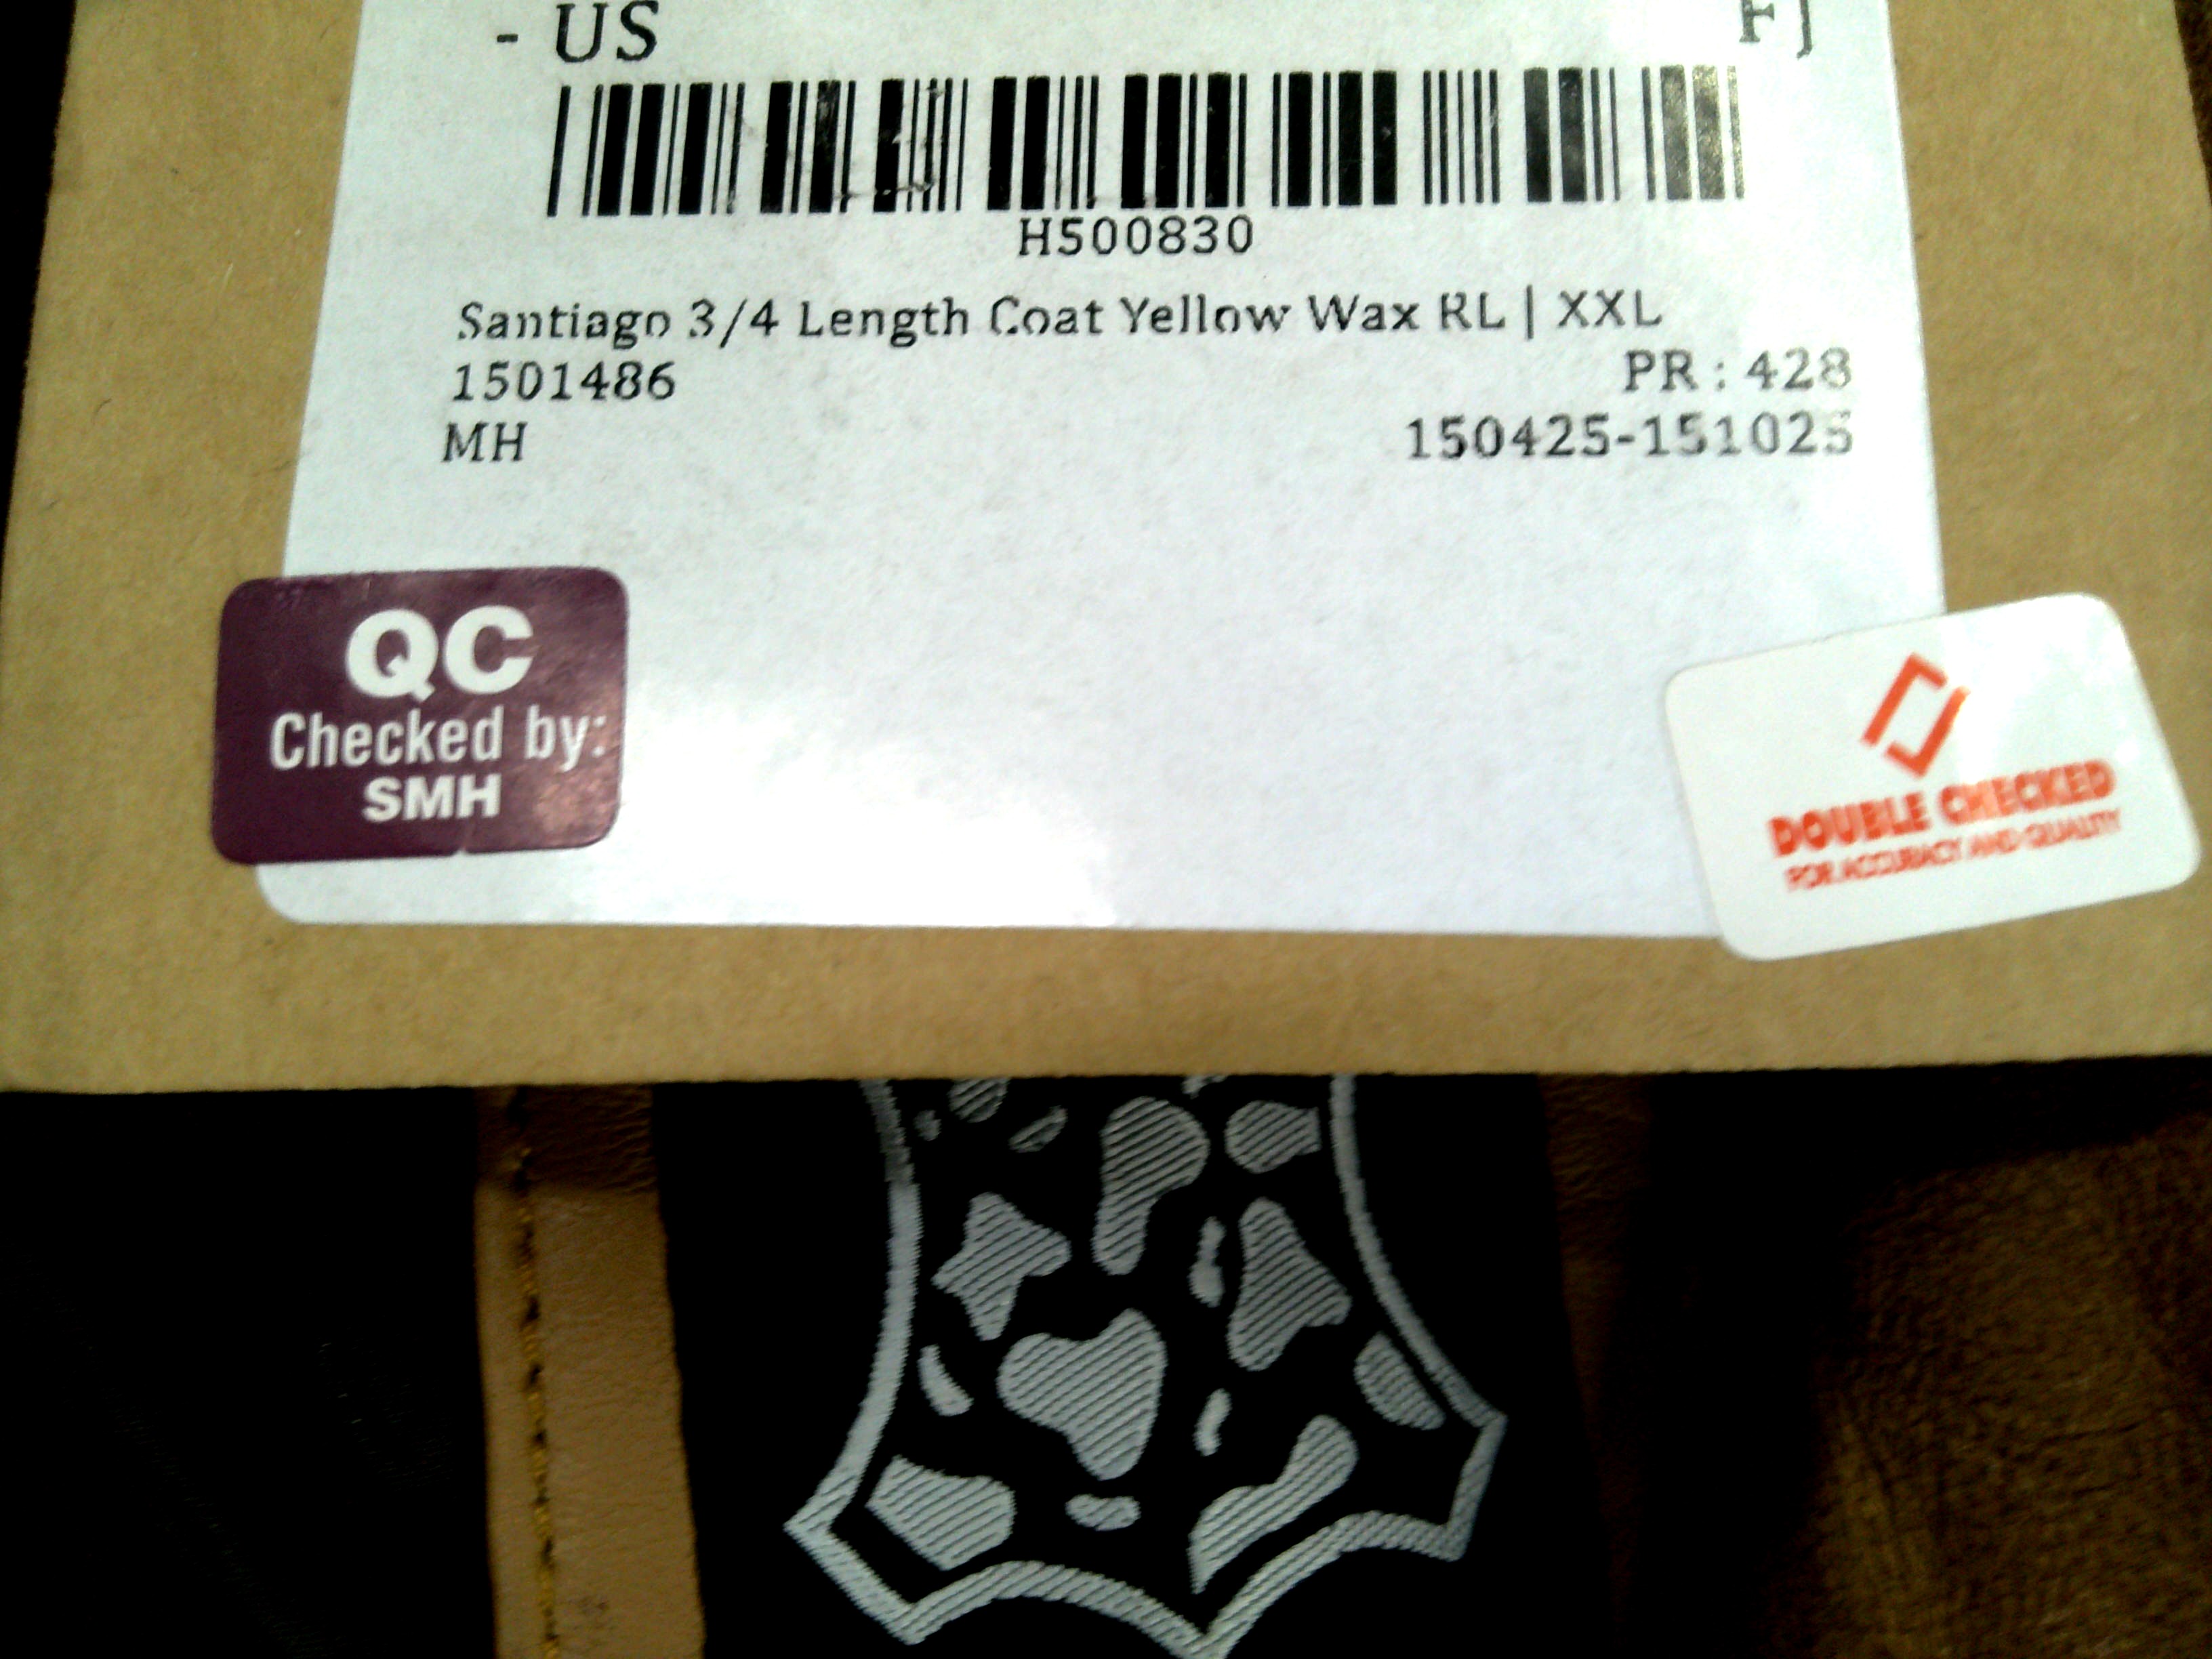 - US FJ
H500830
Santiago 3/4 Length Coat Yellow Wax RL | XXL
1501486 PR : 428
MH 150425-151025
QC
Checked by:
SMH
DOUBLE CHECKED
FOR ACCURACY AND QUALITY